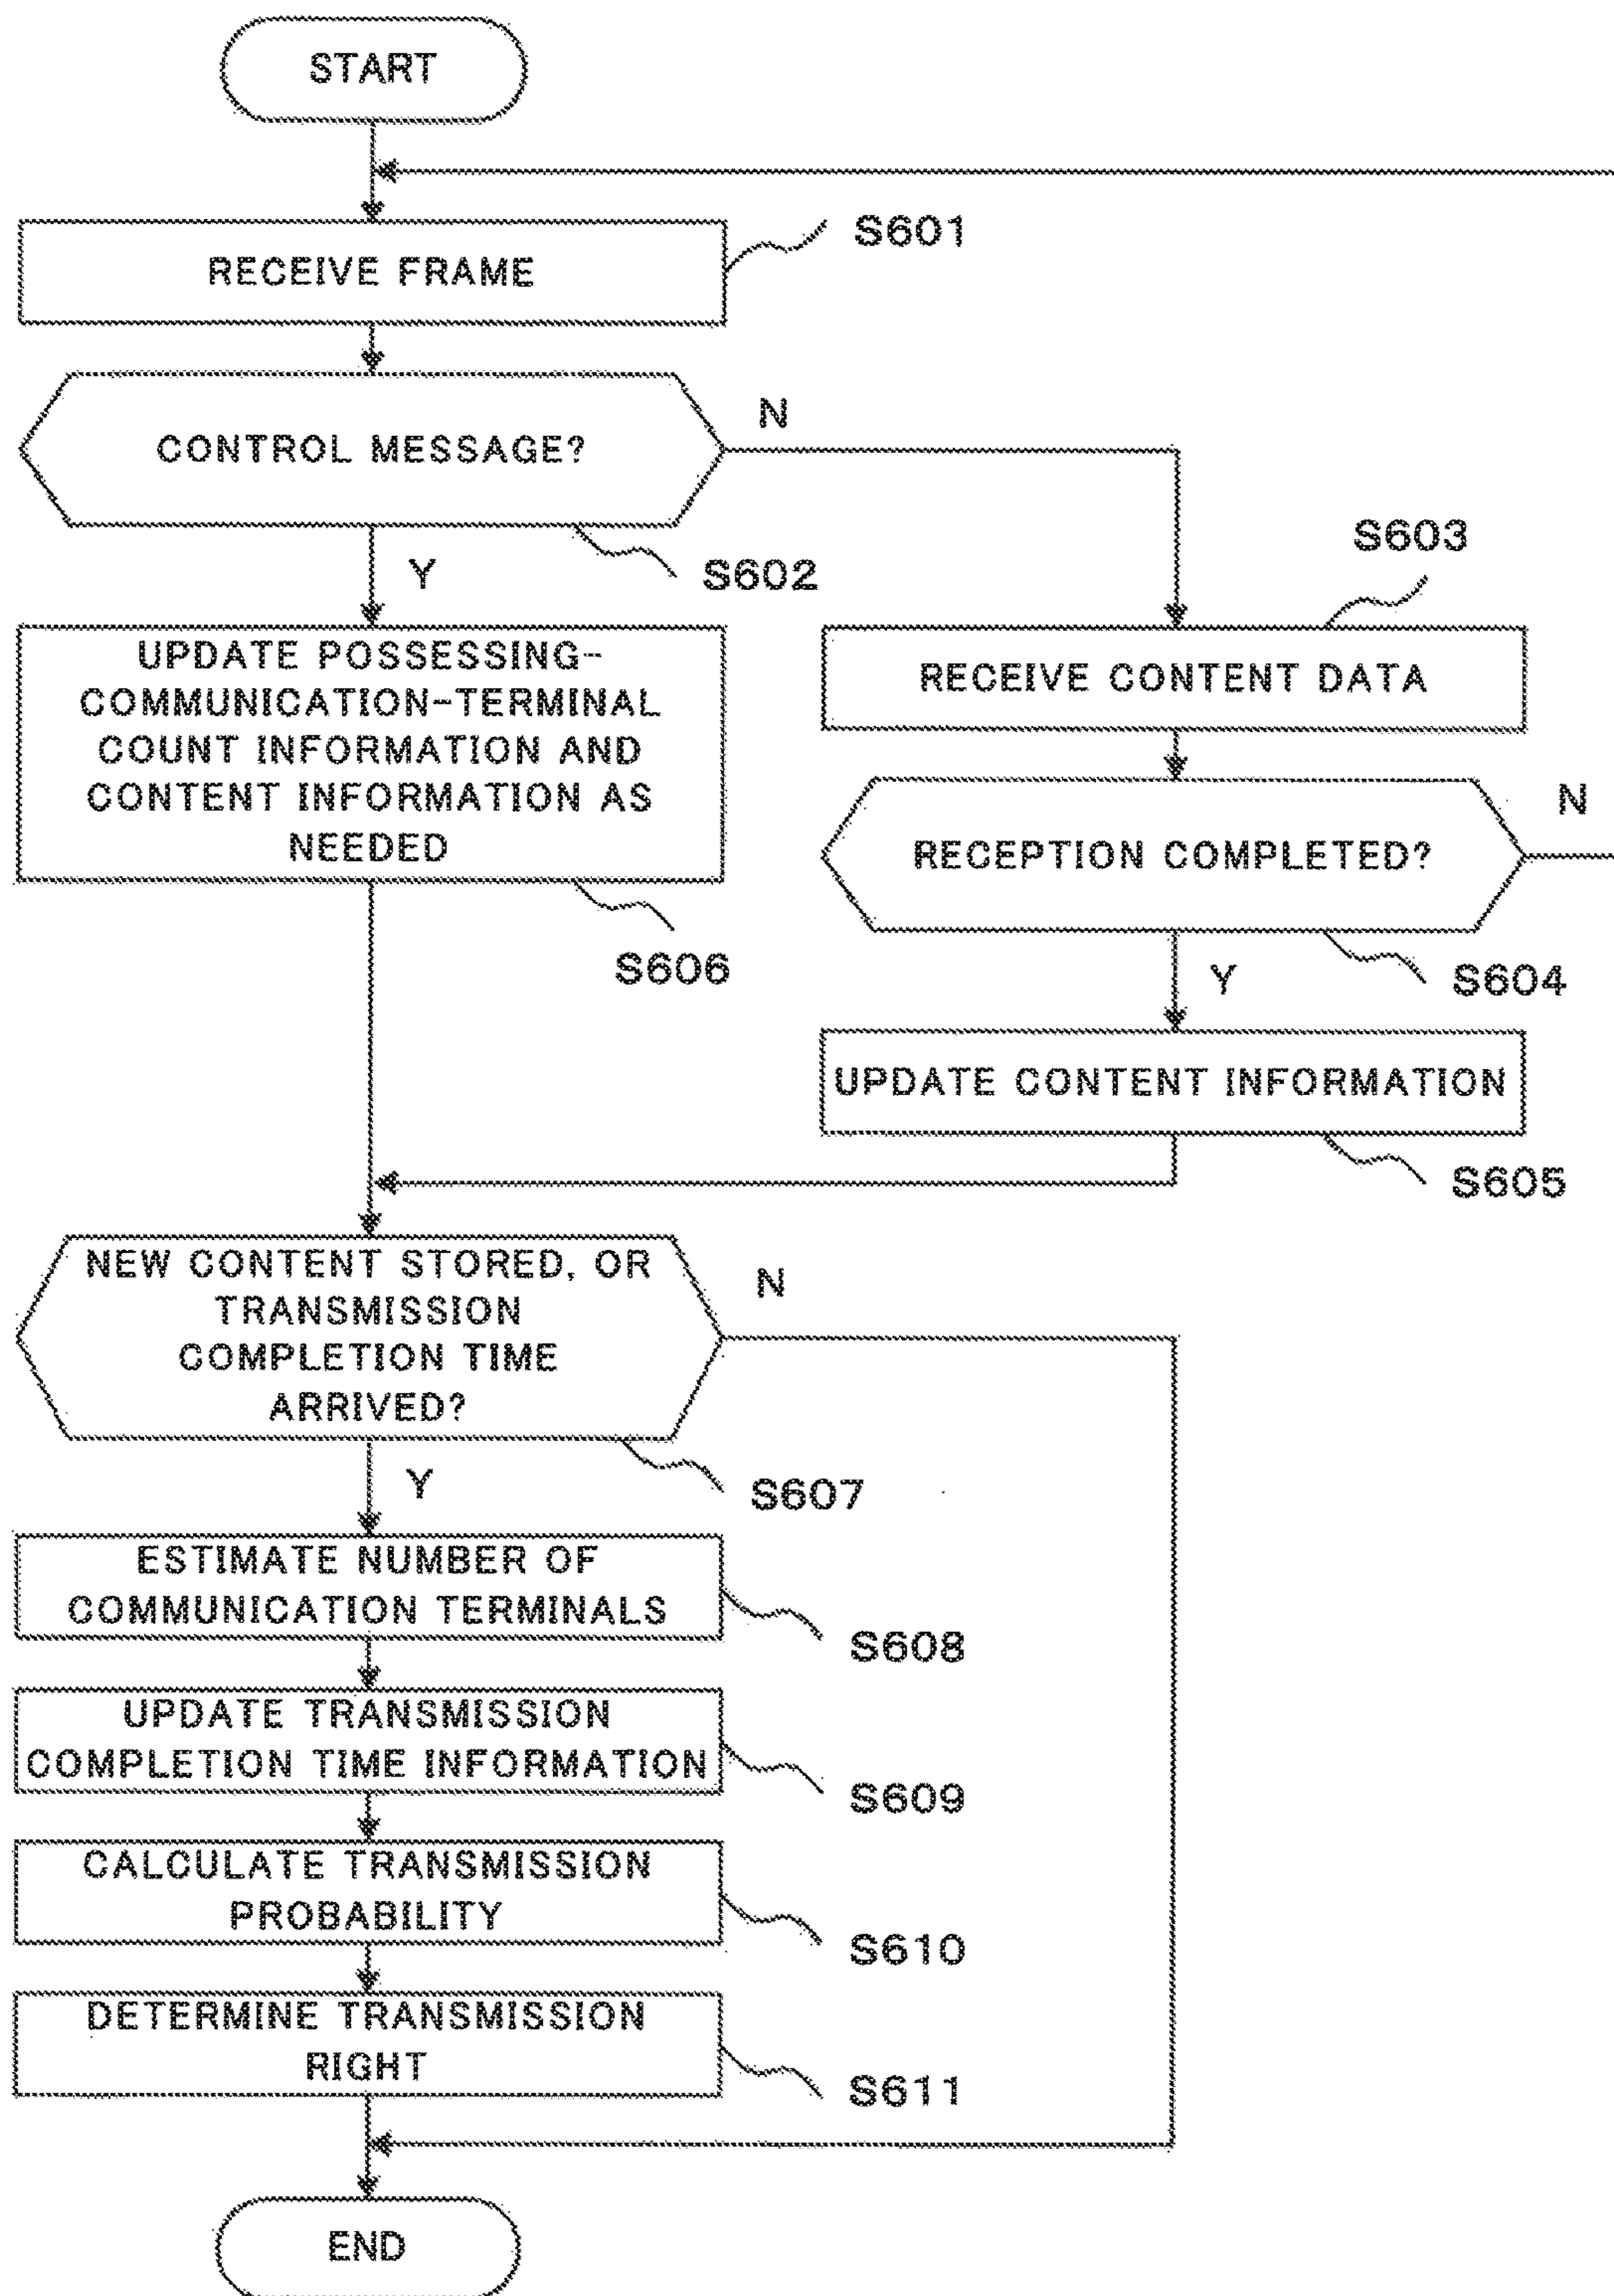 START
S601
RECEIVE FRAME
N
CONTROL MESSAGE?
Y
S602
S603
UPDATE POSSESSING-
COMMUNICATION-TERMINAL
COUNT INFORMATION AND
CONTENT INFORMATION AS
NEEDED
S606
RECEIVE CONTENT DATA
N
RECEPTION COMPLETED?
Y
S604
UPDATE CONTENT INFORMATION
S605
NEW CONTENT STORED, OR
TRANSMISSION
COMPLETION TIME
ARRIVED?
N
Y
S607
ESTIMATE NUMBER OF
COMMUNICATION TERMINALS
S608
UPDATE TRANSMISSION
COMPLETION TIME INFORMATION
S609
CALCULATE TRANSMISSION
PROBABILITY
S610
DETERMINE TRANSMISSION
RIGHT
S611
END